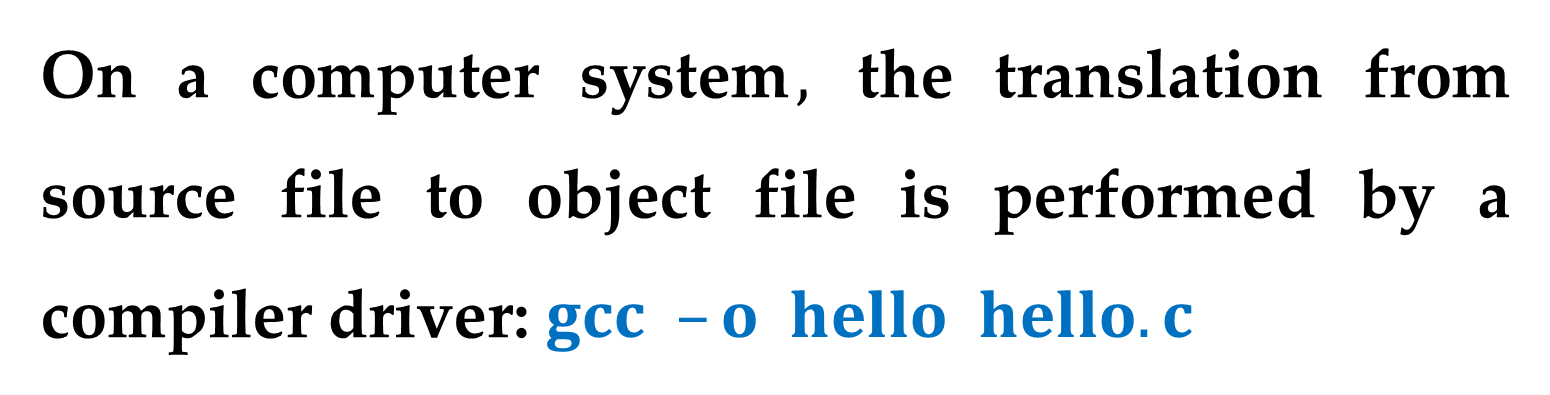 On a computer system, the translation from
source file to object file is performed by a
compiler driver: gcc –o hello hello.c